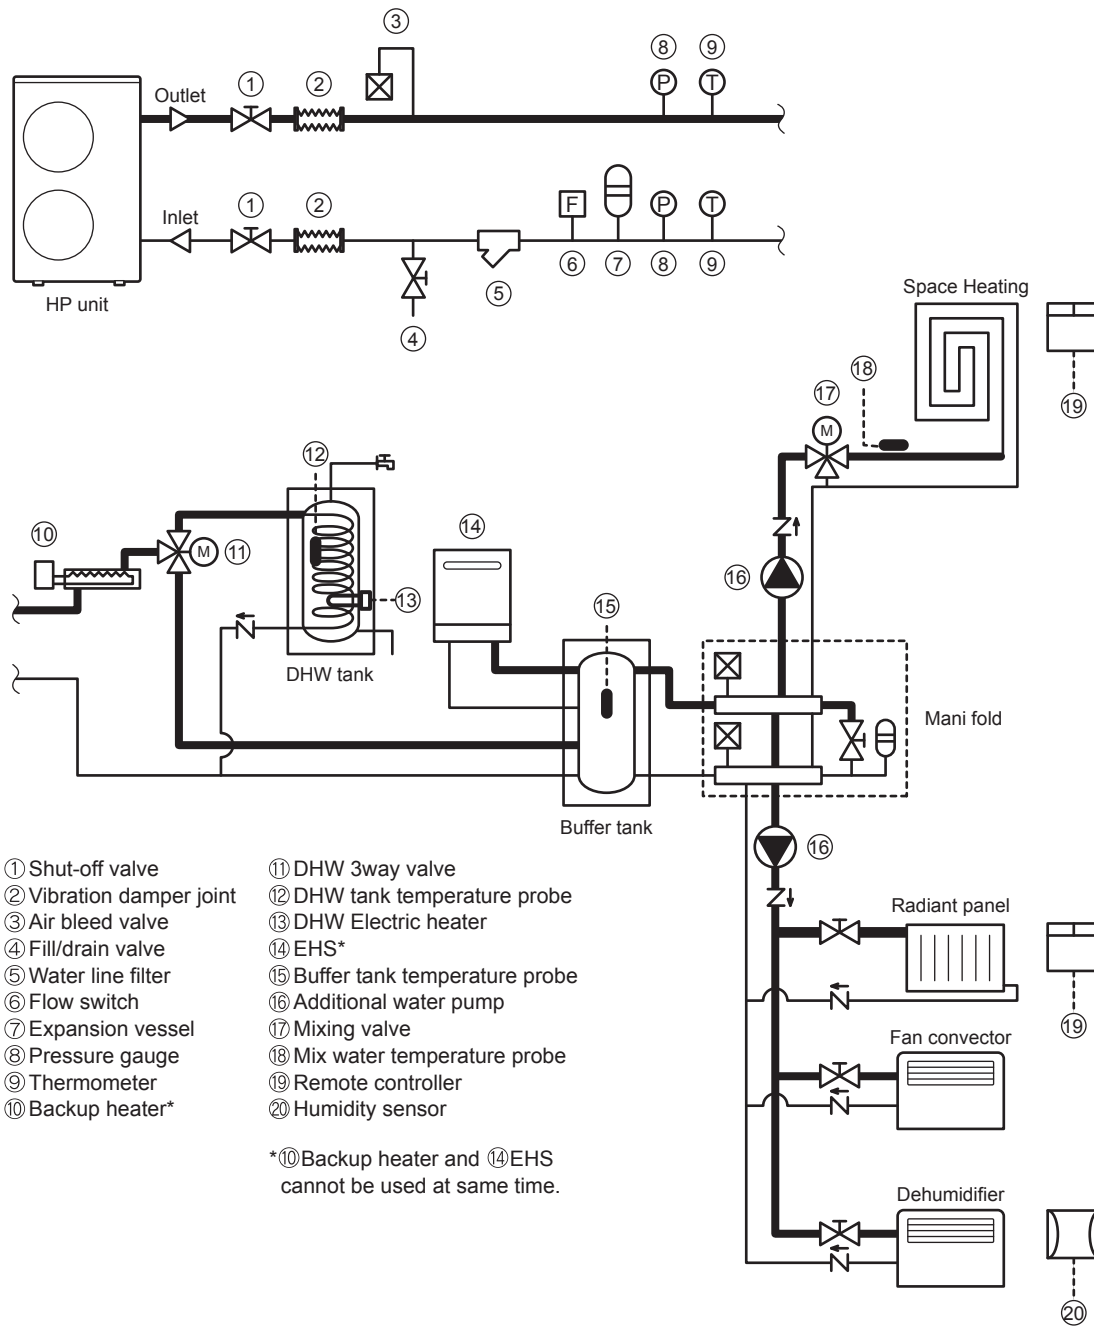 ③
⑧ ⑨
① ②
P T
Outlet
① ②
Inlet
F P T
⑥ ⑦ ⑧ ⑨
⑤
④
HP unit
Space Heating
⑱
⑰
⑲
M
⑫
⑭
⑩
M ⑪
⑯
⑬
⑮
DHW tank
Mani fold
Buffer tank
⑯
①Shut-off valve
②Vibration damper joint
③Air bleed valve
④Fill/drain valve
⑤Water line filter
⑥Flow switch
⑦Expansion vessel
⑧Pressure gauge
⑨Thermometer
⑩Backup heater*
⑪DHW 3way valve
⑫DHW tank temperature probe
⑬DHW Electric heater
⑭EHS*
⑮Buffer tank temperature probe
⑯Additional water pump
⑰Mixing valve
⑱Mix water temperature probe
⑲Remote controller
⑳Humidity sensor
*⑩Backup heater and ⑭EHS
cannot be used at same time.
Radiant panel
⑲
Fan convector
Dehumidifier
⑳